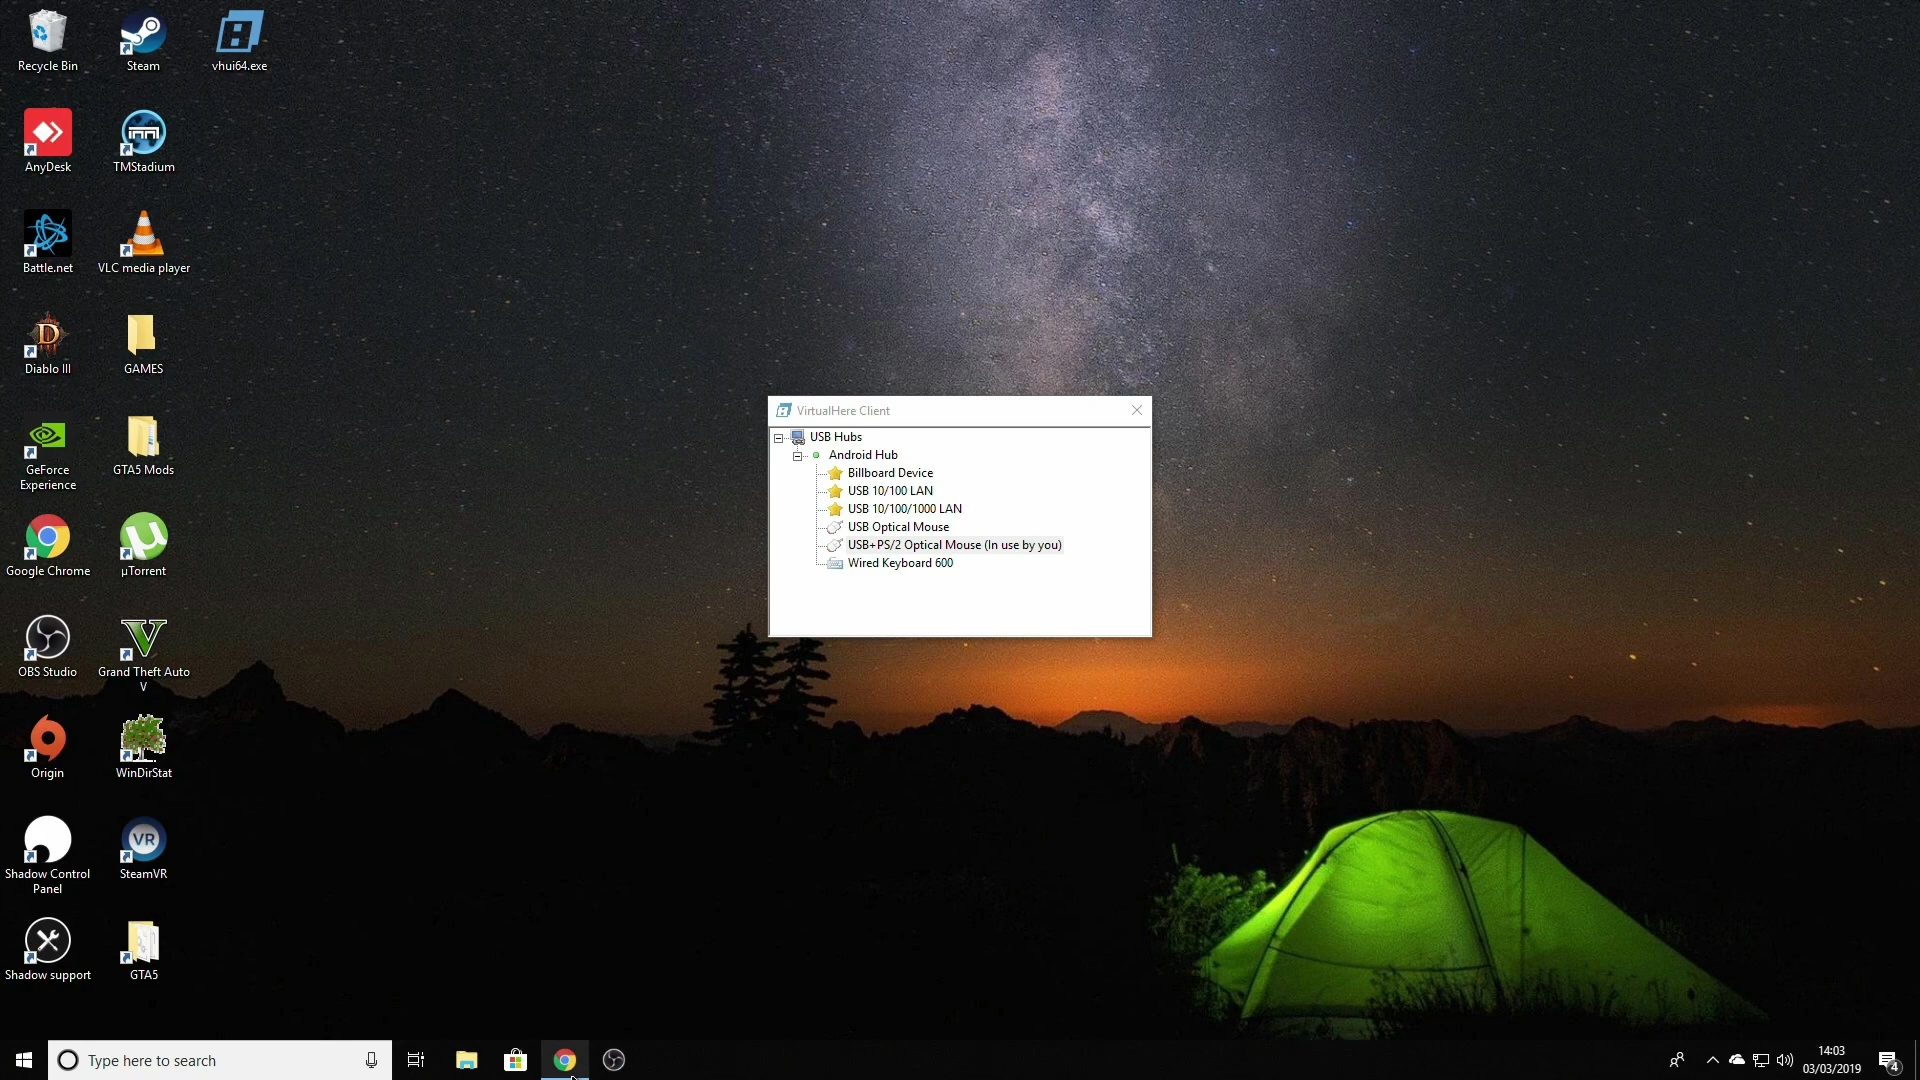 Recycle Bin
Steam
vhui64.exe
AnyDesk
TMStadium
Battle.net
VLC media player
Diablo III
GAMES
GeForce
Experience
GTA5 Mods
Google Chrome
µTorrent
OBS Studio
Grand Theft Auto
V
Origin
WinDirStat
VR
Shadow Control
Panel
SteamVR
Shadow support
GTA5
VirtualHere Client
USB Hubs
Android Hub
Billboard Device
USB 10/100 LAN
USB 10/100/1000 LAN
USB Optical Mouse
USB+PS/2 Optical Mouse (In use by you)
Wired Keyboard 600
Type here to search
14:03
03/03/2019
4